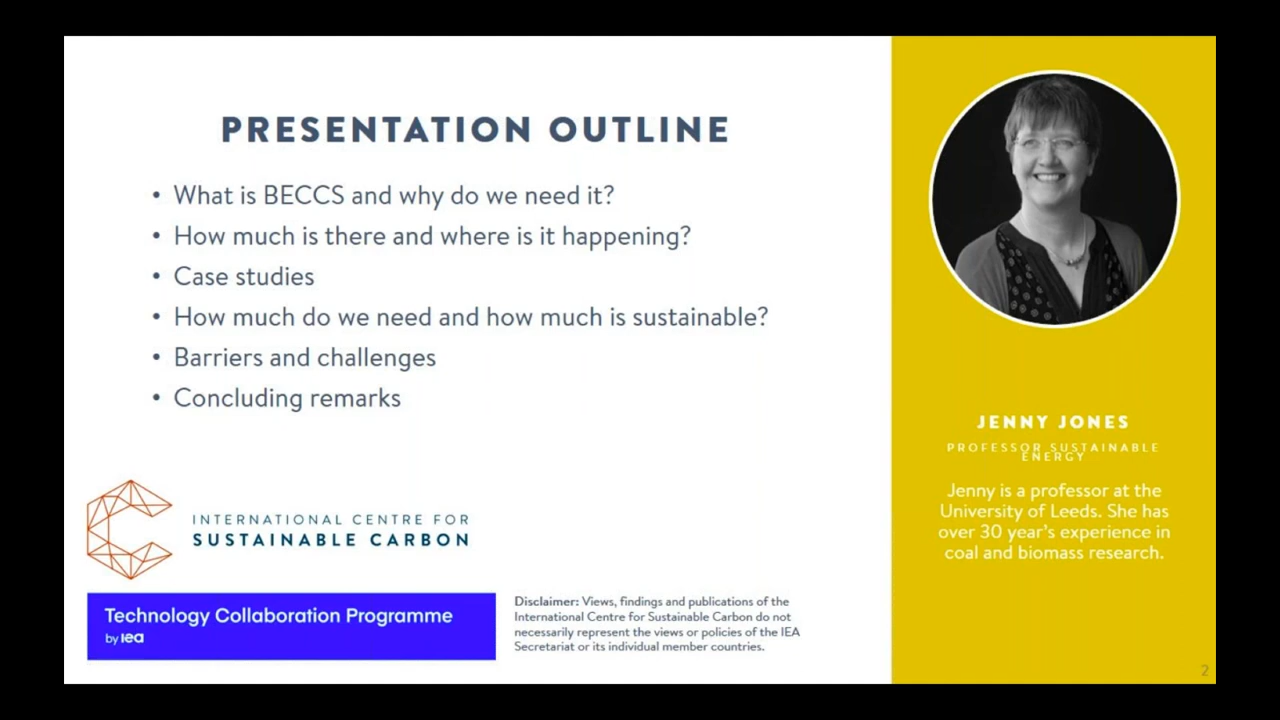 PRESENTATION OUTLINE
• What is BECCS and why do we need it?
• How much is there and where is it happening?
• Case studies
• How much do we need and how much is sustainable?
• Barriers and challenges
• Concluding remarks
INTERNATIONAL CENTRE FOR
SUSTAINABLE CARBON
Technology Collaboration Programme
by iea
Disclaimer: Views, findings and publications of the
International Centre for Sustainable Carbon do not
necessarily represent the views or policies of the IEA
Secretariat or its individual member countries.
JENNY JONES
PROFESSOR SUSTAINABLE
ENERGY
Jenny is a professor at the
University of Leeds. She has
over 30 year's experience in
coal and biomass research.
2